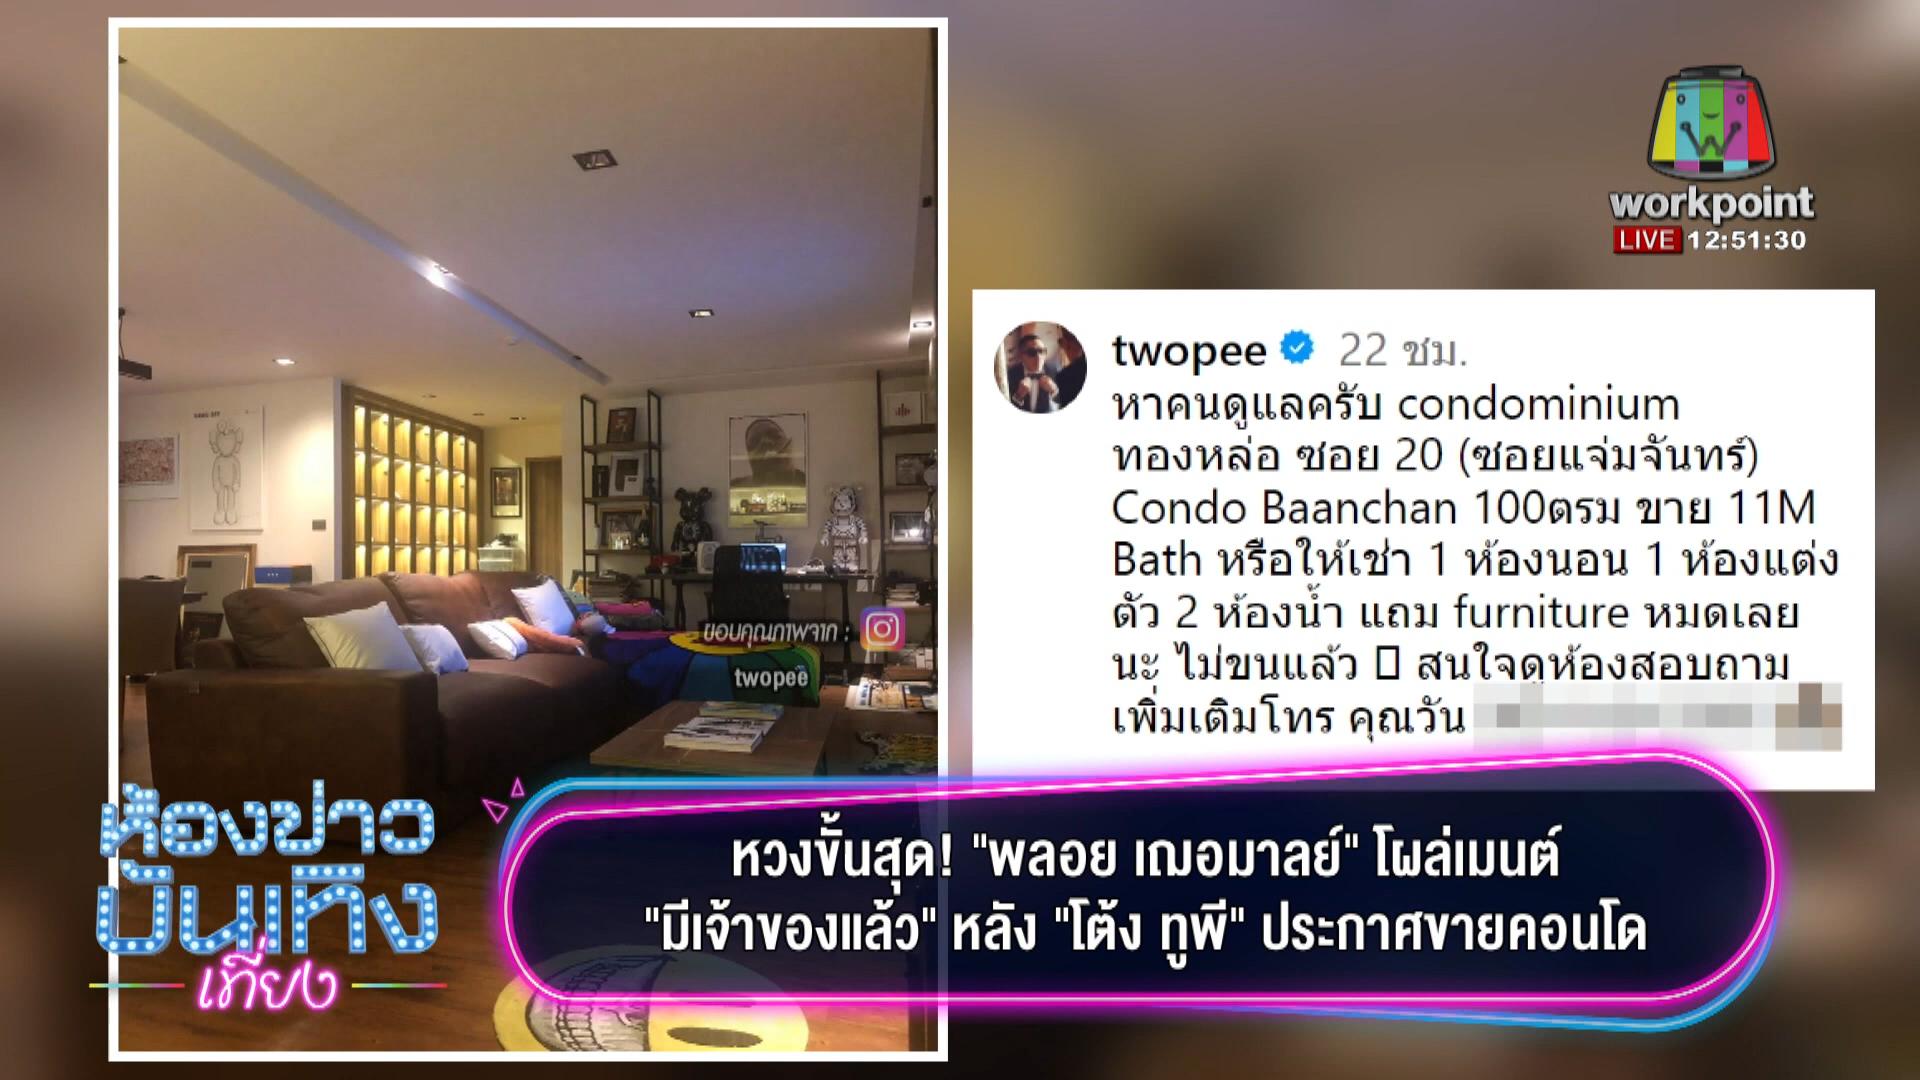 workpoint
LIVE 12:51:30
twopee 22 ชม.
หาคนดูแลครับ condominium
ทองหล่อ ซอย 20 (ซอยแจ่มจันทร์)
Condo Baanchan 100ตรม ขาย 11M
Bath หรือให้เช่า 1 ห้องนอน 1 ห้องแต่ง
ตัว 2 ห้องน้ำ แถม furniture หมดเลย
นะ ไม่ขนแล้ว สนใจดูห้องสอบถาม
เพิ่มเติมโทร คุณวัน
ขอบคุณภาพจาก :
twopee
ห้องข่าว
บันเทิง
เที่ยง
หวงขั้นสุด! "พลอย เฌอมาลย์" โผล่เมนต์
"มีเจ้าของแล้ว" หลัง "โต้ง ทูพี" ประกาศขายคอนโด